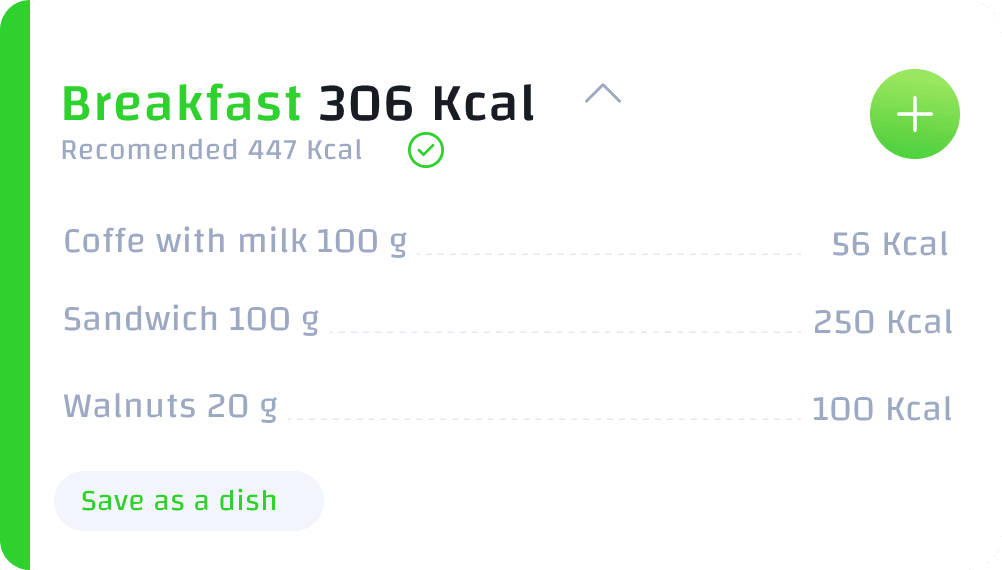 Breakfast 306 Kcal
Recomended 447 Kcal
Coffe with milk 100 g 56 Kcal
Sandwich 100 g 250 Kcal
Walnuts 20 g 100 Kcal
Save as a dish